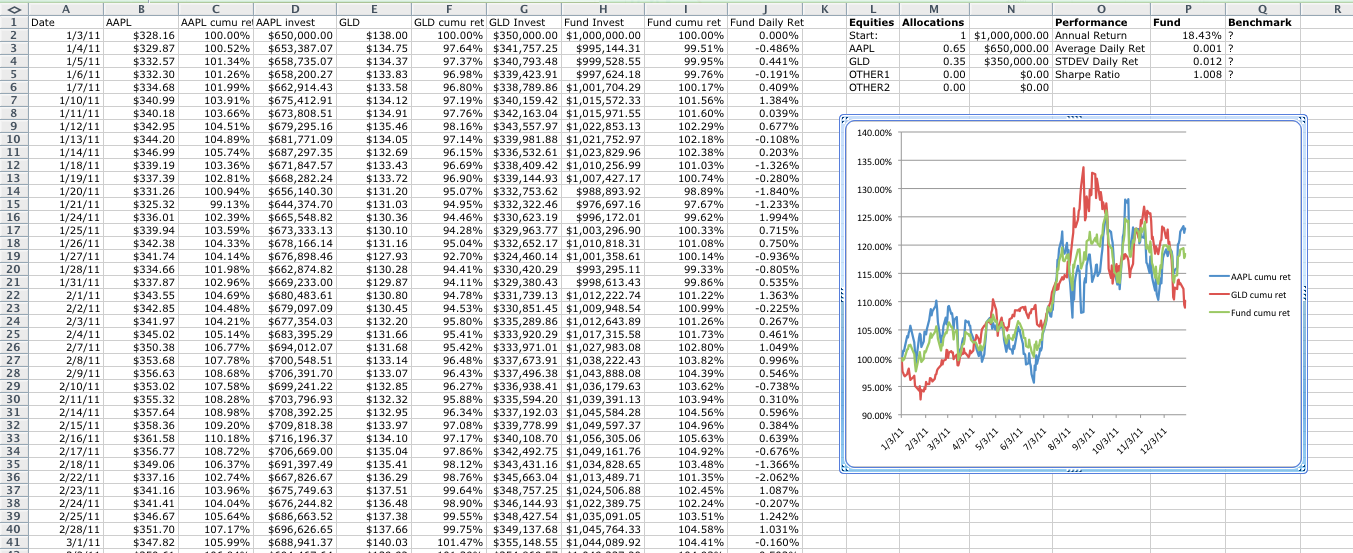 A B C D E F G H I J K L M N O P Q R
1 Date AAPL AAPL cumu ret AAPL invest GLD GLD cumu ret GLD Invest Fund Invest Fund cumu ret Fund Daily Ret Equities Allocations Performance Fund Benchmark
2 1/3/11 $328.16 100.00% $650,000.00 $138.00 100.00% $350,000.00 $1,000,000.00 100.00% 0.000% Start: 1 $1,000,000.00 Annual Return 18.43% ?
3 1/4/11 $329.87 100.52% $653,387.07 $134.75 97.64% $341,757.25 $995,144.31 99.51% -0.486% AAPL 0.65 $650,000.00 Average Daily Ret 0.001 ?
4 1/5/11 $332.57 101.34% $658,735.07 $134.37 97.37% $340,793.48 $999,528.55 99.95% 0.441% GLD 0.35 $350,000.00 STDEV Daily Ret 0.012 ?
5 1/6/11 $332.30 101.26% $658,200.27 $133.83 96.98% $339,423.91 $997,624.18 99.76% -0.191% OTHER1 0.00 $0.00 Sharpe Ratio 1.008 ?
6 1/7/11 $334.68 101.99% $662,914.43 $133.58 96.80% $338,789.86 $1,001,704.29 100.17% 0.409% OTHER2 0.00 $0.00
7 1/10/11 $340.99 103.91% $675,412.91 $134.12 97.19% $340,159.42 $1,015,572.33 101.56% 1.384%
8 1/11/11 $340.18 103.66% $673,808.51 $134.91 97.76% $342,163.04 $1,015,971.55 101.60% 0.039%
9 1/12/11 $342.95 104.51% $679,295.16 $135.46 98.16% $343,557.97 $1,022,853.13 102.29% 0.677%
10 1/13/11 $344.20 104.89% $681,771.09 $134.05 97.14% $339,981.88 $1,021,752.97 102.18% -0.108%
11 1/14/11 $346.99 105.74% $687,297.35 $132.69 96.15% $336,532.61 $1,023,829.96 102.38% 0.203%
12 1/18/11 $339.19 103.36% $671,847.57 $133.43 96.69% $338,409.42 $1,010,256.99 101.03% -1.326%
13 1/19/11 $337.39 102.81% $668,282.24 $133.72 96.90% $339,144.93 $1,007,427.17 100.74% -0.280%
14 1/20/11 $331.26 100.94% $656,140.30 $131.20 95.07% $332,753.62 $988,893.92 98.89% -1.840%
15 1/21/11 $325.32 99.13% $644,374.70 $131.03 94.95% $332,322.46 $976,697.16 97.67% -1.233%
16 1/24/11 $336.01 102.39% $665,548.82 $130.36 94.46% $330,623.19 $996,172.01 99.62% 1.994%
17 1/25/11 $339.94 103.59% $673,333.13 $130.10 94.28% $329,963.77 $1,003,296.90 100.33% 0.715%
18 1/26/11 $342.38 104.33% $678,166.14 $131.16 95.04% $332,652.17 $1,010,818.31 101.08% 0.750%
19 1/27/11 $341.74 104.14% $676,898.46 $127.93 92.70% $324,460.14 $1,001,358.61 100.14% -0.936%
20 1/28/11 $334.66 101.98% $662,874.82 $130.28 94.41% $330,420.29 $993,295.11 99.33% -0.805%
21 1/31/11 $337.87 102.96% $669,233.00 $129.87 94.11% $329,380.43 $998,613.43 99.86% 0.535%
22 2/1/11 $343.55 104.69% $680,483.61 $130.80 94.78% $331,739.13 $1,012,222.74 101.22% 1.363%
23 2/2/11 $342.85 104.48% $679,097.09 $130.45 94.53% $330,851.45 $1,009,948.54 100.99% -0.225%
24 2/3/11 $341.97 104.21% $677,354.03 $132.20 95.80% $335,289.86 $1,012,643.89 101.26% 0.267%
25 2/4/11 $345.02 105.14% $683,395.29 $131.66 95.41% $333,920.29 $1,017,315.58 101.73% 0.461%
26 2/7/11 $350.38 106.77% $694,012.07 $131.68 95.42% $333,971.01 $1,027,983.08 102.80% 1.049%
27 2/8/11 $353.68 107.78% $700,548.51 $133.14 96.48% $337,673.91 $1,038,222.43 103.82% 0.996%
28 2/9/11 $356.63 108.68% $706,391.70 $133.07 96.43% $337,496.38 $1,043,888.08 104.39% 0.546%
29 2/10/11 $353.02 107.58% $699,241.22 $132.85 96.27% $336,938.41 $1,036,179.63 103.62% -0.738%
30 2/11/11 $355.32 108.28% $703,796.93 $132.32 95.88% $335,594.20 $1,039,391.13 103.94% 0.310%
31 2/14/11 $357.64 108.98% $708,392.25 $132.95 96.34% $337,192.03 $1,045,584.28 104.56% 0.596%
32 2/15/11 $358.36 109.20% $709,818.38 $133.97 97.08% $339,778.99 $1,049,597.37 104.96% 0.384%
33 2/16/11 $361.58 110.18% $716,196.37 $134.10 97.17% $340,108.70 $1,056,305.06 105.63% 0.639%
34 2/17/11 $356.77 108.72% $706,669.00 $135.04 97.86% $342,492.75 $1,049,161.76 104.92% -0.676%
35 2/18/11 $349.06 106.37% $691,397.49 $135.41 98.12% $343,431.16 $1,034,828.65 103.48% -1.366%
36 2/22/11 $337.16 102.74% $667,826.67 $136.29 98.76% $345,663.04 $1,013,489.71 101.35% -2.062%
37 2/23/11 $341.16 103.96% $675,749.63 $137.51 99.64% $348,757.25 $1,024,506.88 102.45% 1.087%
38 2/24/11 $341.41 104.04% $676,244.82 $136.48 98.90% $346,144.93 $1,022,389.75 102.24% -0.207%
39 2/25/11 $346.67 105.64% $686,663.52 $137.38 99.55% $348,427.54 $1,035,091.05 103.51% 1.242%
40 2/28/11 $351.70 107.17% $696,626.65 $137.66 99.75% $349,137.68 $1,045,764.33 104.58% 1.031%
41 3/1/11 $347.82 105.99% $688,941.37 $140.03 101.47% $355,148.55 $1,044,089.92 104.41% -0.160%
140.00%
135.00%
130.00%
125.00%
120.00%
115.00%
110.00%
105.00%
100.00%
95.00%
90.00%
1/3/11 2/3/11 3/3/11 4/3/11 5/3/11 6/3/11 7/3/11 8/3/11 9/3/11 10/3/11 11/3/11 12/3/11
AAPL cumu ret
GLD cumu ret
Fund cumu ret